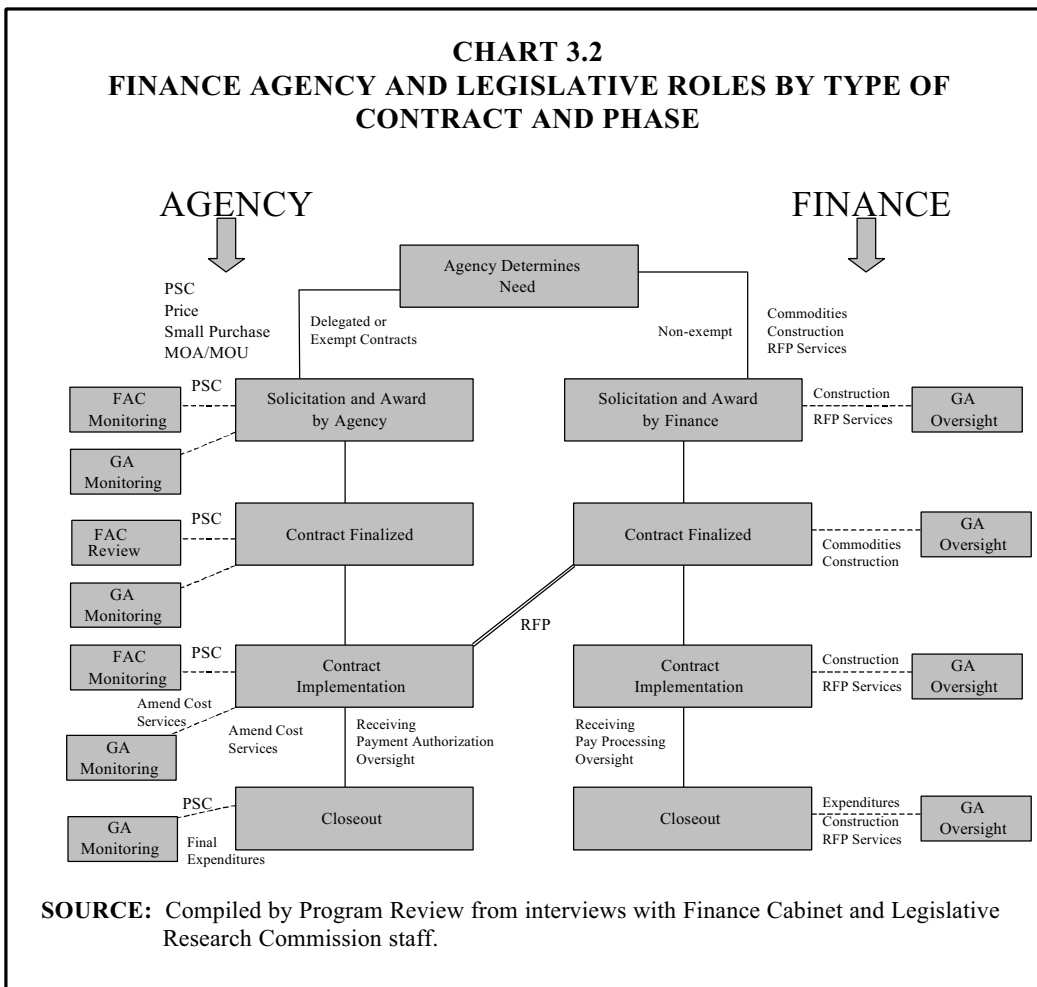 CHART 3.2
FINANCE AGENCY AND LEGISLATIVE ROLES BY TYPE OF
CONTRACT AND PHASE
AGENCY
FINANCE
Agency Determines
Need
PSC
Price
Small Purchase
MOA/MOU
Delegated or
Exempt Contracts
Non-exempt
Commodities
Construction
RFP Services
FAC
Monitoring
PSC
Solicitation and Award
by Agency
Solicitation and Award
by Finance
Construction
RFP Services
GA
Oversight
GA
Monitoring
FAC
Review
PSC
Contract Finalized
Contract Finalized
Commodities
Construction
GA
Oversight
GA
Monitoring
RFP
FAC
Monitoring
PSC
Contract
Implementation
Contract
Implementation
Construction
RFP Services
GA
Oversight
Amend Cost
Services
GA
Monitoring
Amend Cost
Services
Receiving
Payment Authorization
Oversight
Receiving
Pay Processing
Oversight
PSC
GA
Monitoring
Final
Expenditures
Closeout
Closeout
Expenditures
Construction
RFP Services
GA
Oversight
SOURCE: Compiled by Program Review from interviews with Finance Cabinet and Legislative
Research Commission staff.